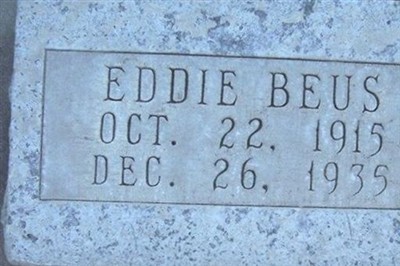 EDDIE BEUS
OCT. 22, 1915
DEC. 26, 1935